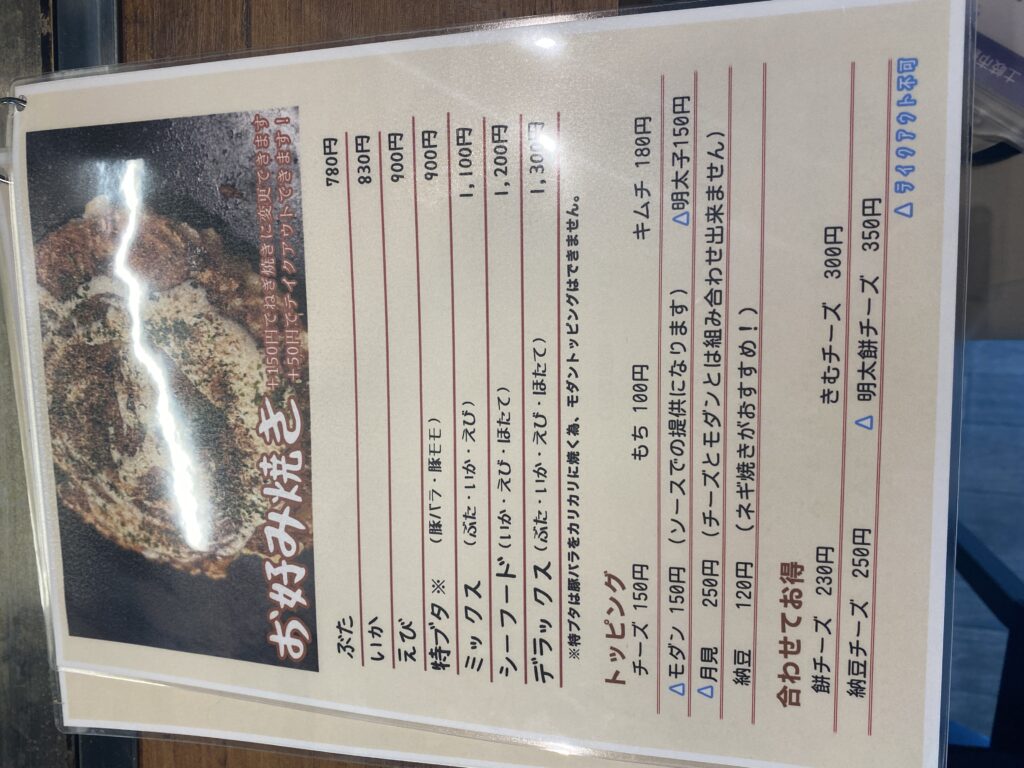 お好み焼き
+150円でねぎ焼きに変更できます
+50円でテイクアウトできます！
ぶた 780円
いか 830円
えび 900円
特ブタ※ （豚バラ・豚モモ） 900円
ミックス （ぶた・いか・えび） 1,100円
シーフード（いか・えび・ほたて） 1,200円
デラックス（ぶた・いか・えび・ほたて） 1,300円
※特ブタは豚バラをカリカリに焼く為、モダントッピングはできません。
トッピング
チーズ 150円 もち 100円 キムチ 180円
△モダン 150円 （ソースでの提供になります） △明太子150円
△月見 250円 （チーズとモダンとは組み合わせ出来ません）
納豆 120円 （ネギ焼きがおすすめ！）
合わせてお得
餅チーズ 230円 きむチーズ 300円
納豆チーズ 250円 △ 明太餅チーズ 350円
△テイクアウト不可
土岐市